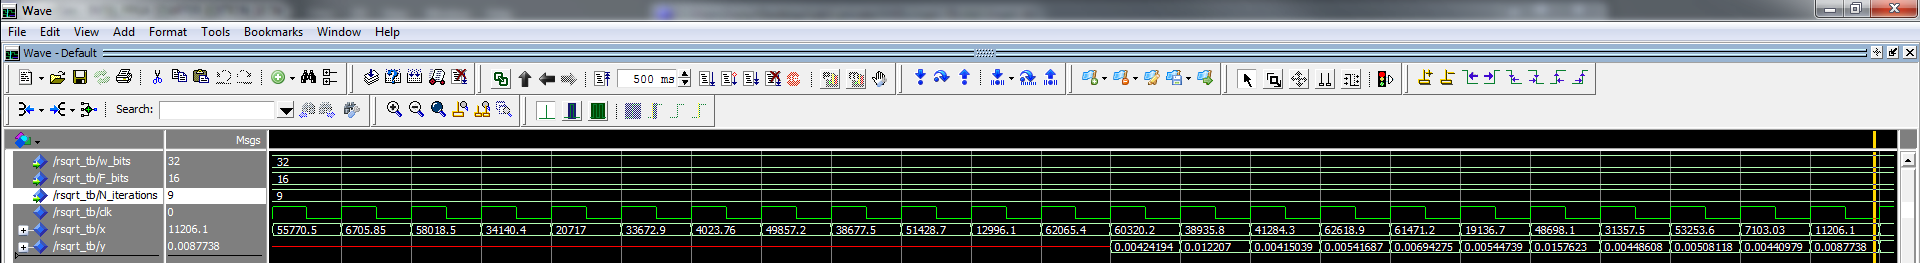 Wave
File Edit View Add Format Tools Bookmarks Window Help
Wave - Default
500 ms
Search:
Msgs
/rsqrt_tb/w_bits 32 32
/rsqrt_tb/F_bits 16 16
/rsqrt_tb/N_iterations 9 9
/rsqrt_tb/clk 0
/rsqrt_tb/x 11206.1 55770.5 6705.85 58018.5 34140.4 20717 33672.9 4023.76 49857.2 38677.5 51428.7 12996.1 62065.4 60320.2 38935.8 41284.3 62618.9 61471.2 19136.7 48698.1 31357.5 53253.6 7103.03 11206.1
/rsqrt_tb/y 0.0087738 0.00424194 0.012207 0.00415039 0.00541687 0.00694275 0.00544739 0.0157623 0.00448608 0.00508118 0.00440979 0.0087738